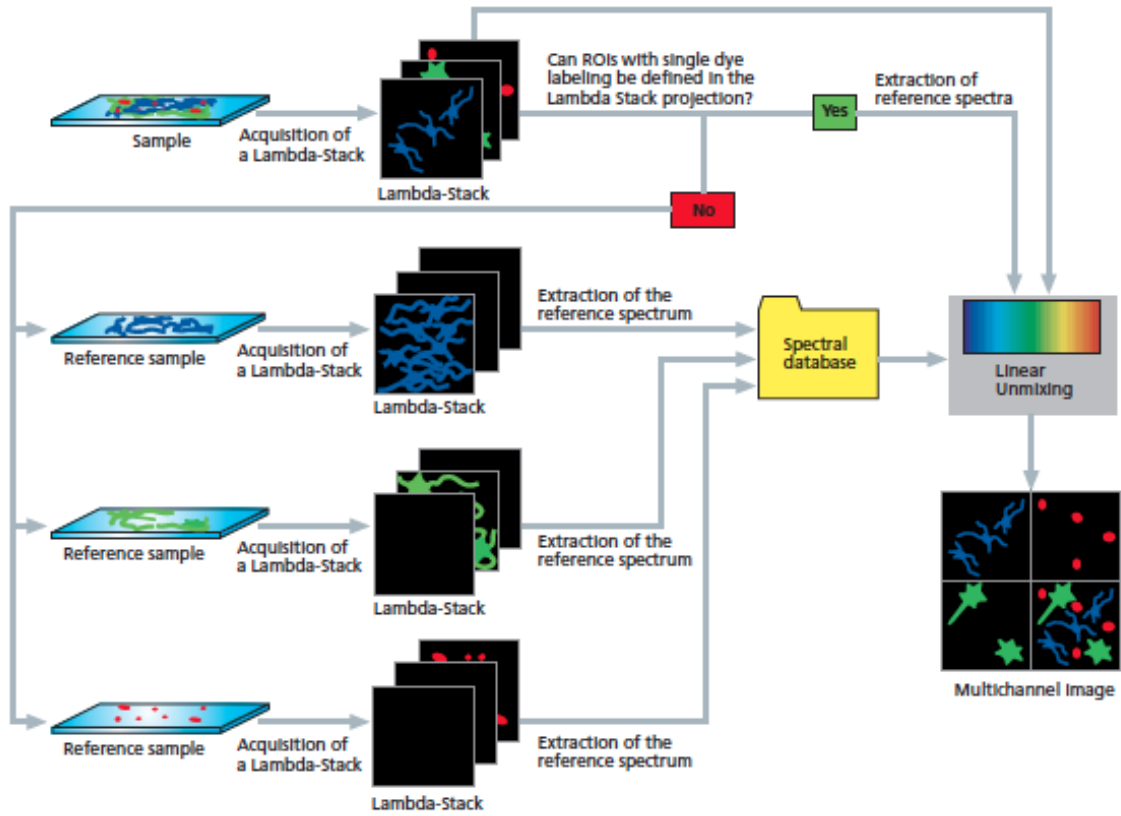 Can ROIs with single dye
labeling be defined in the
Lambda Stack projection?
Extraction of
reference spectra
Yes
Sample
Acquisition of
a Lambda-Stack
Lambda-Stack
No
Reference sample
Acquisition of
a Lambda-Stack
Lambda-Stack
Extraction of the
reference spectrum
Spectral
database
Linear
Unmixing
Reference sample
Acquisition of
a Lambda-Stack
Lambda-Stack
Extraction of the
reference spectrum
Multichannel Image
Reference sample
Acquisition of
a Lambda-Stack
Lambda-Stack
Extraction of the
reference spectrum